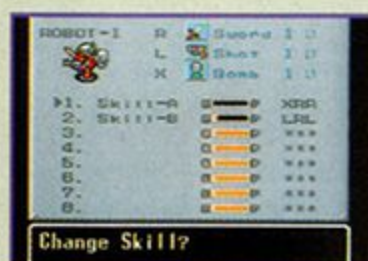 ROBOT-I R Sword 1
L Shot 1
X Bomb 1
▶1. Skill-A G P XRA
2. Skill-B G P LRL
3. G P ***
4. G P ***
5. G P ***
6. G P ***
7. G P ***
8. G P ***
Change Skill?